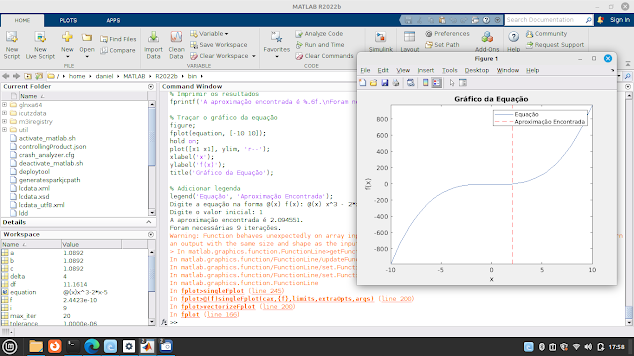 MATLAB R2022b
HOME PLOTS APPS
Search Documentation
Sign In
New Script
New Live Script
New
Open
Find Files
Compare
Import Data
Clean Data
Variable
Save Workspace
Clear Workspace
Favorites
Analyze Code
Run and Time
Clear Commands
Simulink
Layout
Preferences
Set Path
Add-Ons
Help
Community
Request Support
FILE
VARIABLE
CODE
/ home daniel MATLAB R2022b bin
Current Folder
Name
glnxa64
icutzdata
m3iregistry
util
activate_matlab.sh
controllingProduct.json
crash_analyzer.cfg
deactivate_matlab.sh
deploytool
generatesparkjcpath
lcdata.xml
lcdata.xsd
lcdata_utf8.xml
ldd
Details
Workspace
Name Value
a 1.0892
b 1.0892
c 1.0892
delta 4
df 11.1614
equation @(x)x^3-2*x-5
f 2.4423e-10
i 9
max_iter 20
tolerance 1.0000e-06
Command Window
% Imprimir os resultados
fprintf('A aproximação encontrada é %.6f.\nForam ne
% Traçar o gráfico da equação
figure;
fplot(equation, [-10 10]);
hold on;
plot([x1 x1], ylim, 'r--');
xlabel('x');
ylabel('f(x)');
title('Gráfico da Equação');
% Adicionar legenda
legend('Equação', 'Aproximação Encontrada');
Digite a equação na forma @(x) f(x): @(x) x^3 - 2*
Digite o valor inicial: 1
A aproximação encontrada é 2.094551.
Foram necessárias 9 iterações.
Warning: Function behaves unexpectedly on array in
an output with the same size and shape as the inpu
> In matlab.graphics.function.FunctionLine>getFunct
In matlab.graphics.function.FunctionLine/updateFunc
In matlab.graphics.function.FunctionLine/set.Funct
In matlab.graphics.function.FunctionLine
In fplot>singleFplot (line 245)
In fplot>@(f)singleFplot(cax,{f},limits,extraOpts,args) (line 200)
In fplot>vectorizeFplot (line 200)
In fplot (line 166)
>>
Figure 1
File Edit View Insert Tools Desktop Window Help
Gráfico da Equação
Equação
Aproximação Encontrada
800
600
400
200
0
-200
-400
-600
-800
f(x)
-10 -5 0 5 10
x
17:58